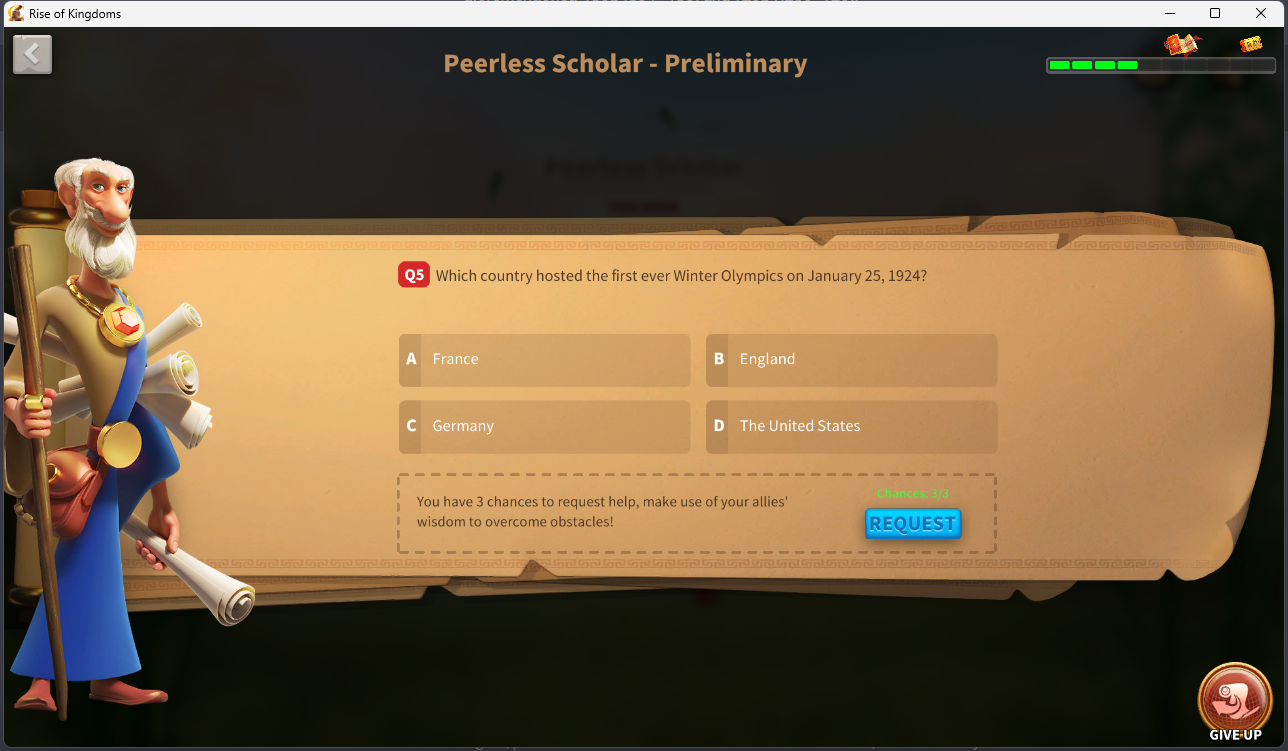 Rise of Kingdoms
Peerless Scholar - Preliminary
Peerless Scholar
Q5 Which country hosted the first ever Winter Olympics on January 25, 1924?
A France
B England
C Germany
D The United States
Chances: 3/3
You have 3 chances to request help, make use of your allies'
wisdom to overcome obstacles!
REQUEST
GIVE UP